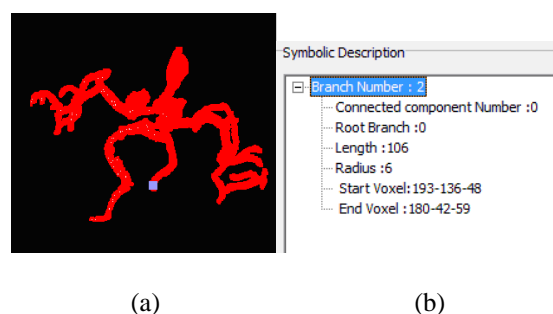 Symbolic Description
Branch Number : 2
Connected component Number :0
Root Branch :0
Length :106
Radius :6
Start Voxel:193-136-48
End Voxel :180-42-59
(a) (b)